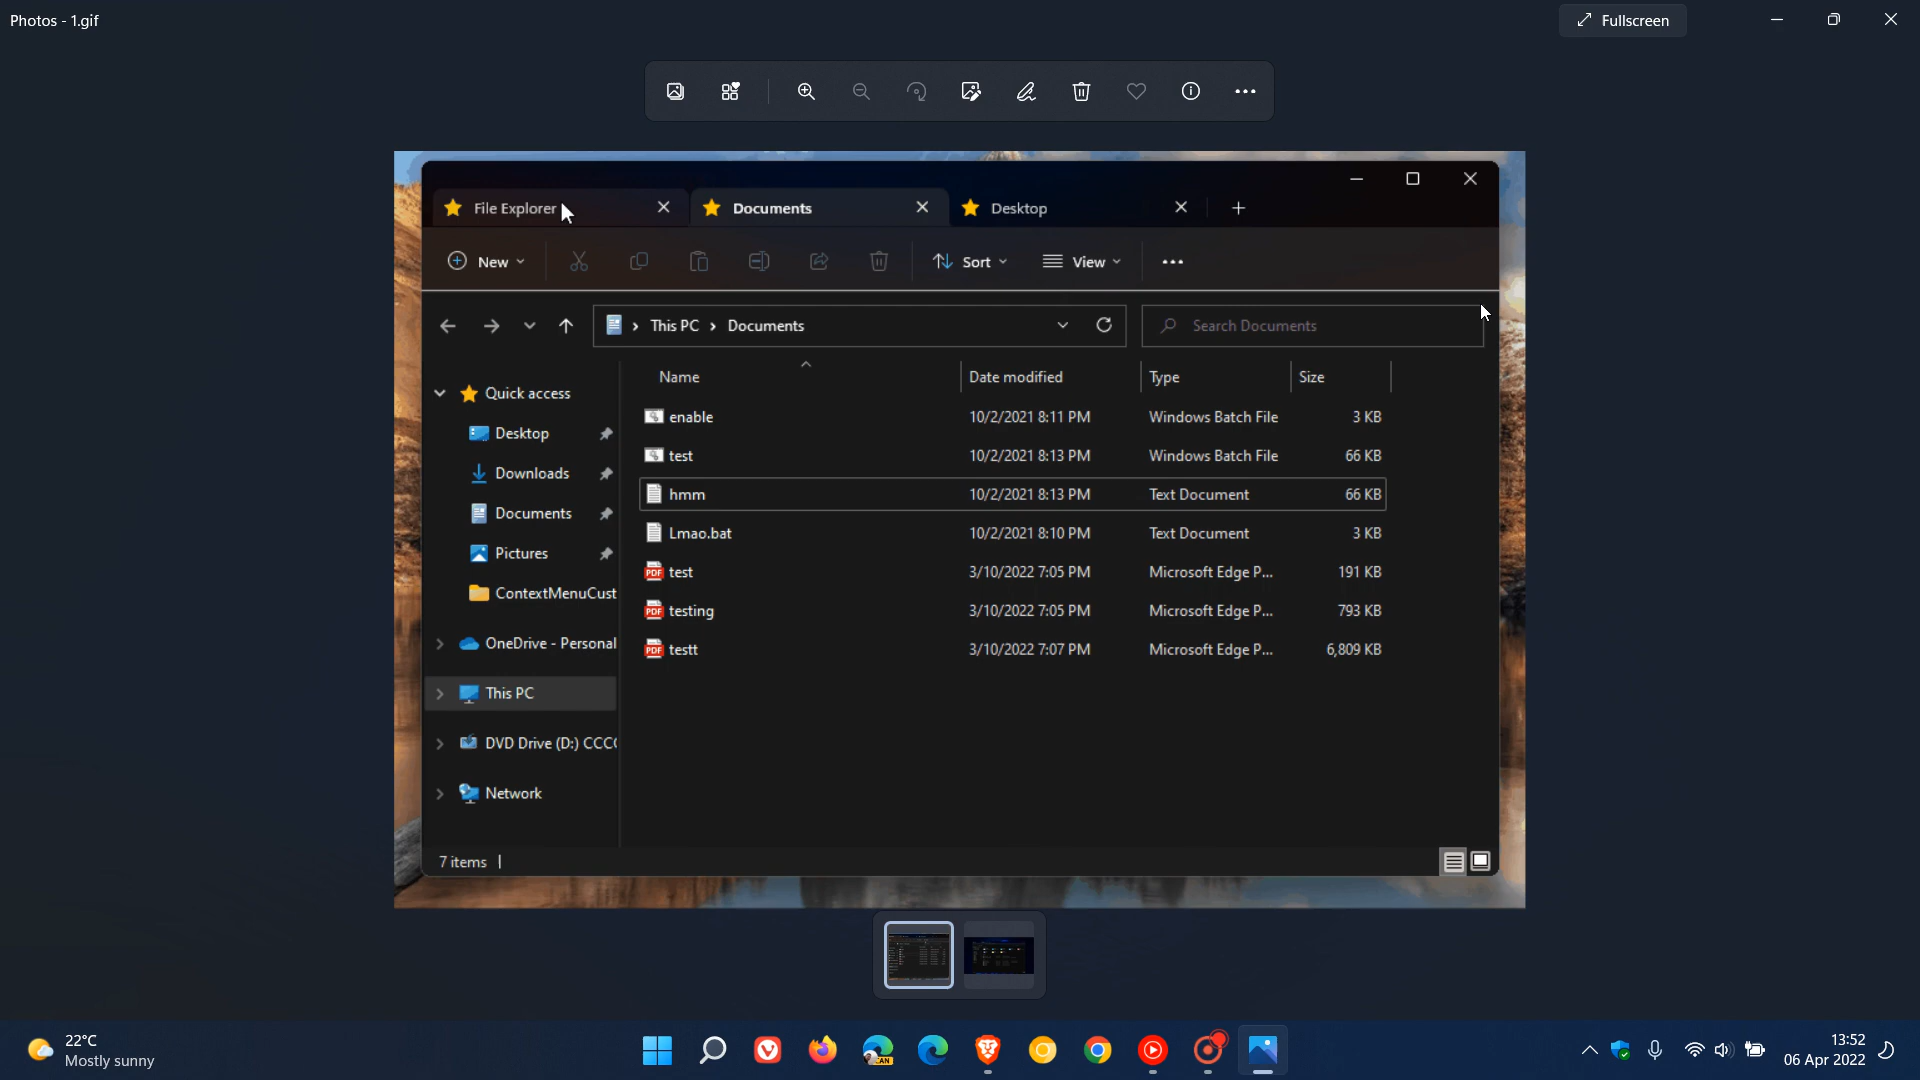 Photos - 1.gif
Fullscreen
File Explorer
Documents
Desktop
New
Sort
View
This PC
Documents
Search Documents
Name
Date modified
Type
Size
Quick access
Desktop
Downloads
Documents
Pictures
ContextMenuCust
OneDrive - Personal
This PC
DVD Drive (D:) CCC
Network
enable 10/2/2021 8:11 PM Windows Batch File 3 KB
test 10/2/2021 8:13 PM Windows Batch File 66 KB
hmm 10/2/2021 8:13 PM Text Document 66 KB
Lmao.bat 10/2/2021 8:10 PM Text Document 3 KB
PDF test 3/10/2022 7:05 PM Microsoft Edge P... 191 KB
PDF testing 3/10/2022 7:05 PM Microsoft Edge P... 793 KB
PDF testt 3/10/2022 7:07 PM Microsoft Edge P... 6,809 KB
7 items
22°C
Mostly sunny
CAN
13:52
06 Apr 2022